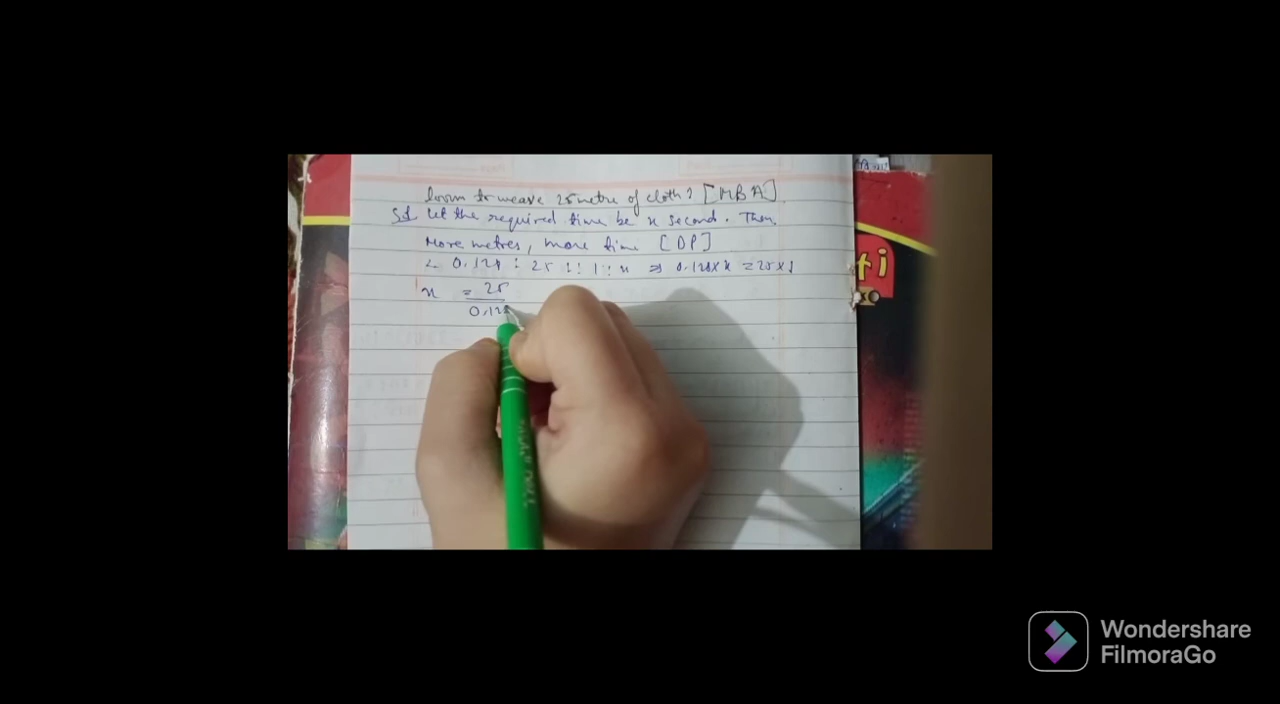 loom to weave 25 metre of cloth? [MBA]
Sol Let the required time be x second. Then,
More metres, more time [DP]
∴ 0.128 : 25 :: 1 : x ⇒ 0.128 × x = 25 × 1
x = 25
0.128
ti
Wondershare
FilmoraGo